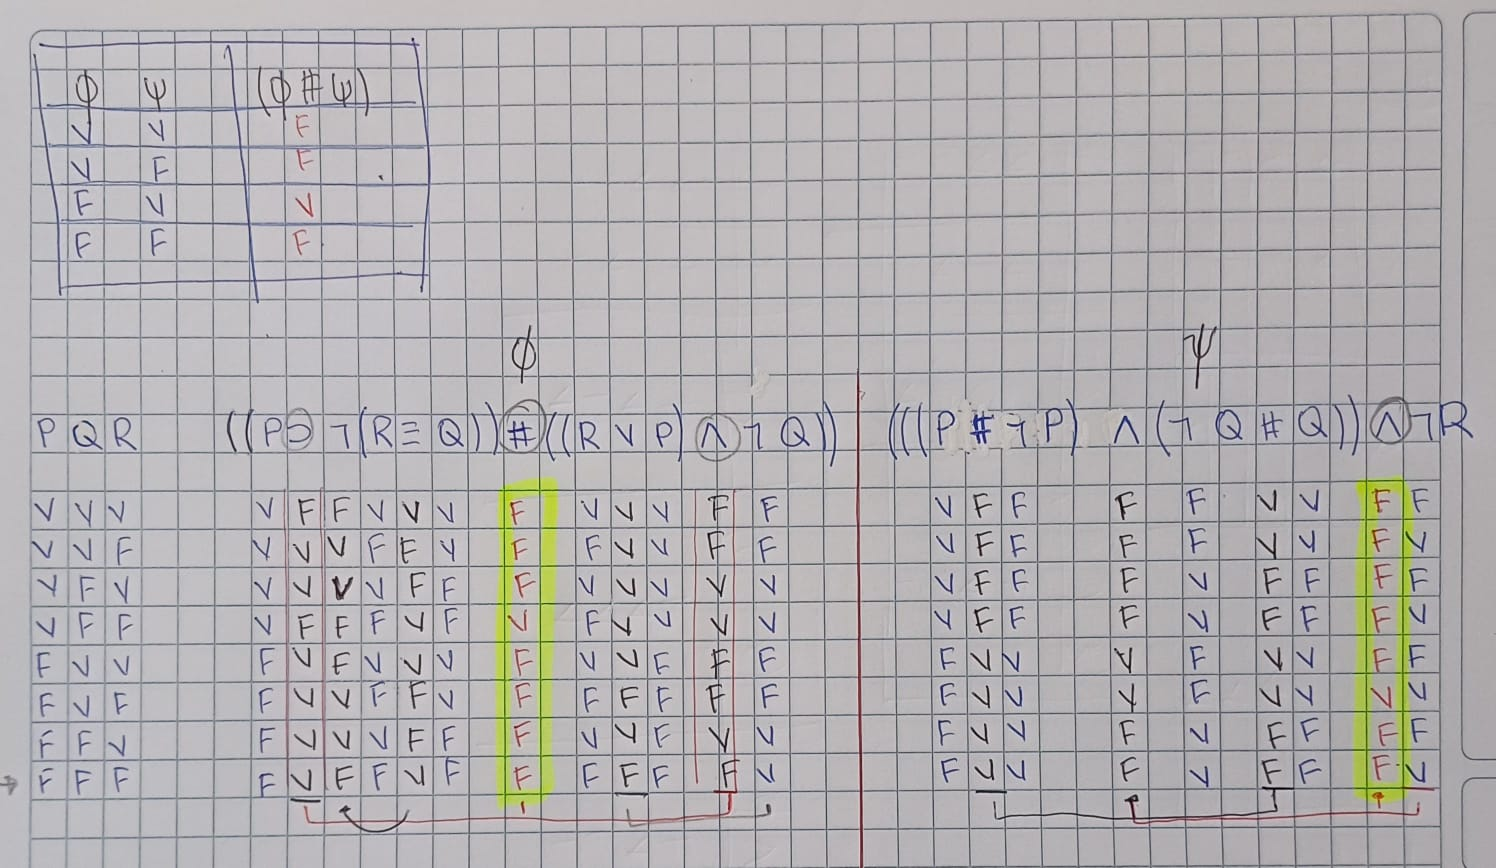 ϕ ψ (ϕ # ψ)
V V F
V F F
F V V
F F F
ϕ ψ
P Q R ((P ⊃ ¬(R ≡ Q)) # ((R ∨ P) ∧ ¬ Q)) (((P # ¬ P) ∧ (¬ Q # Q)) ∧ ¬R
V V V V F F V V V F V V V F F V F F F F V V F F
V V F V V V F F V F F V V F F V F F F F V V F V
V F V V V V V F F F V V V V V V F F F V F F F F
V F F V F F F V F V F V V V V V F F F V F F F V
F V V F V F V V V F V V F F F F V V V F V V F F
F V F F V V F F V F F F F F F F V V V F V V V V
F F V F V V V F F F V V F V V F V V F V F F F F
F F F F V F F V F F F F F F V F V V F V F F F V